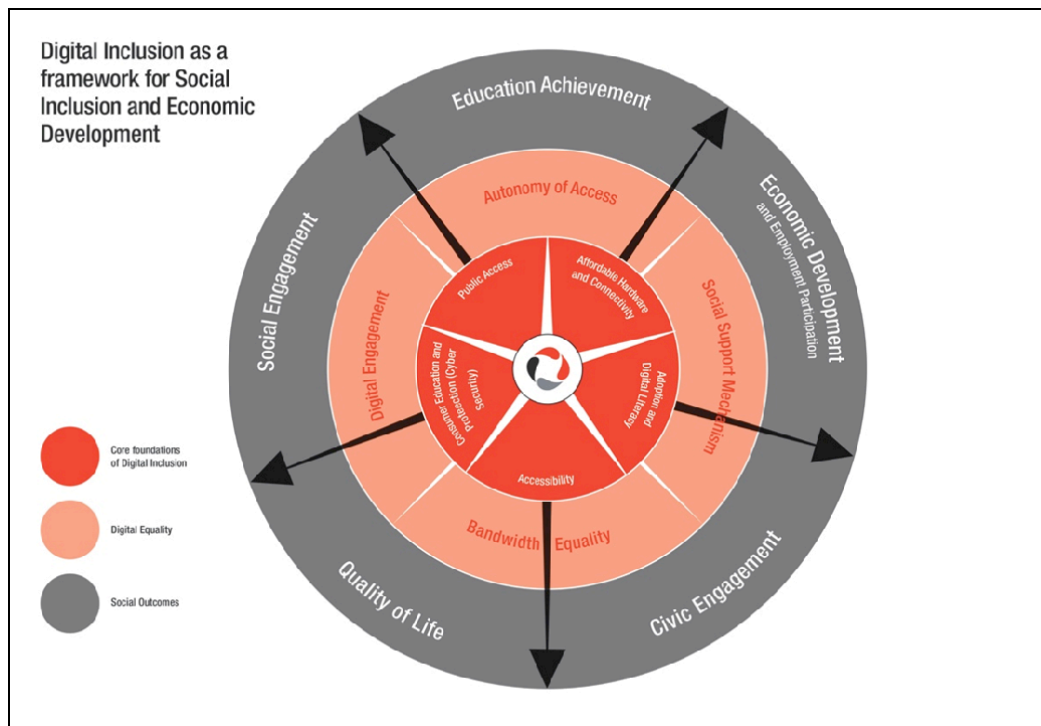 Digital Inclusion as a
framework for Social
Inclusion and Economic
Development
Education Achievement
Economic Development
and Employment Participation
Civic Engagement
Quality of Life
Social Engagement
Autonomy of Access
Social Support Mechanism
Bandwidth Equality
Digital Engagement
Public Access
Affordable Hardware
and Connectivity
Adoption and
Digital Literacy
Accessibility
Consumer Education and
Protection (Cyber
Security)
Core foundations
of Digital Inclusion
Digital Equality
Social Outcomes